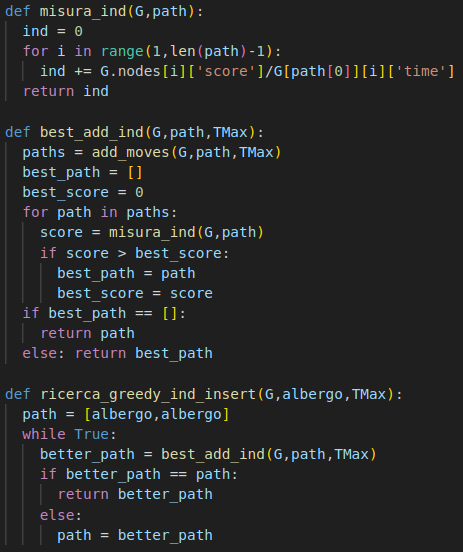 def misura_ind(G,path):
  ind = 0
  for i in range(1,len(path)-1):
    ind += G.nodes[i]['score']/G[path[0]][i]['time']
  return ind

def best_add_ind(G,path,TMax):
  paths = add_moves(G,path,TMax)
  best_path = []
  best_score = 0
  for path in paths:
    score = misura_ind(G,path)
    if score > best_score:
      best_path = path
      best_score = score
  if best_path == []:
    return path
  else: return best_path

def ricerca_greedy_ind_insert(G,albergo,TMax):
  path = [albergo,albergo]
  while True:
    better_path = best_add_ind(G,path,TMax)
    if better_path == path:
      return better_path
    else:
      path = better_path